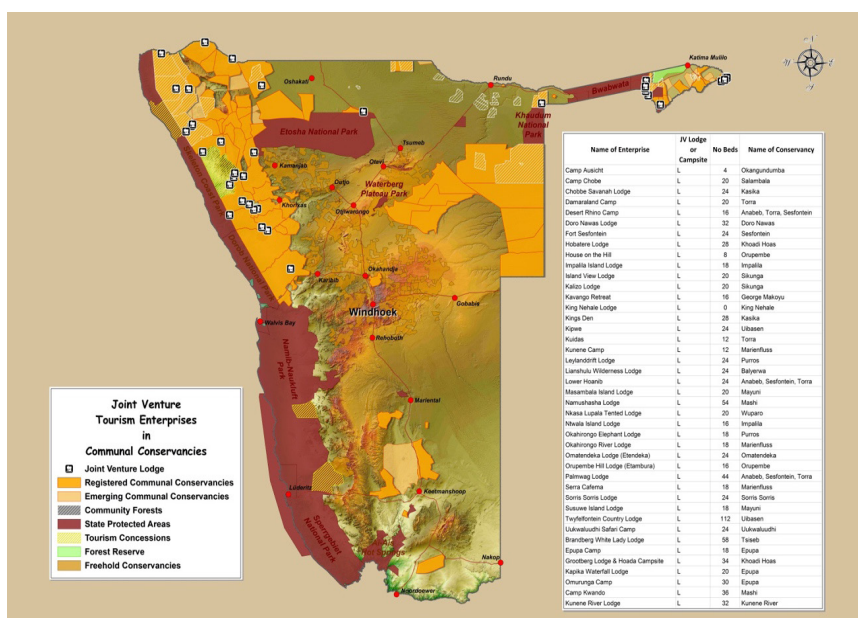 Katima Mulilo
Oshakati
Rundu
Bwabwata
Etosha National Park
Khaudum
National
Park
Tsumeb
Otavi
Kamanjab
Outjo
Waterberg
Plateau Park
Khorixas
Otjiwarongo
Skeleton Coast Park
Dorob National Park
Okahandja
Karibib
Gobabis
Windhoek
Walvis Bay
Rehoboth
Namib-Naukluft
Park
Mariental
Lüderitz
Keetmanshoop
Sperrgebiet
National Park
Hot Springs
Nakop
Noordoewer
Joint Venture
Tourism Enterprises
in
Communal Conservancies
Joint Venture Lodge
Registered Communal Conservancies
Emerging Communal Conservancies
Community Forests
State Protected Areas
Tourism Concessions
Forest Reserve
Freehold Conservancies
Name of Enterprise JV Lodge or Campsite No Beds Name of Conservancy
Camp Ausicht L 4 Okangundumba
Camp Chobe L 20 Salambala
Chobbe Savanah Lodge L 24 Kasika
Damaraland Camp L 20 Torra
Desert Rhino Camp L 16 Anabeb, Torra, Sesfontein
Doro Nawas Lodge L 32 Doro Nawas
Fort Sesfontein L 24 Sesfontein
Hobatere Lodge L 28 Khoadi Hoas
House on the Hill L 8 Orupembe
Impalila Island Lodge L 18 Impalila
Island View Lodge L 20 Sikunga
Kalizo Lodge L 20 Sikunga
Kavango Retreat L 16 George Makoyu
King Nehale Lodge L 0 King Nehale
Kings Den L 28 Kasika
Kipwe L 24 Uibasen
Kuidas L 12 Torra
Kunene Camp L 12 Marienfluss
Leylanddrift Lodge L 24 Purros
Lianshulu Wilderness Lodge L 24 Balyerwa
Lower Hoanib L 24 Anabeb, Sesfontein, Torra
Masambala Island Lodge L 20 Mayuni
Namushasha Lodge L 54 Mashi
Nkasa Lupala Tented Lodge L 20 Wuparo
Ntwala Island Lodge L 16 Impalila
Okahirongo Elephant Lodge L 18 Purros
Okahirongo River Lodge L 18 Marienfluss
Omatendeka Lodge (Etendeka) L 24 Omatendeka
Orupembe Hill Lodge (Etambura) L 16 Orupembe
Palmwag Lodge L 44 Anabeb, Sesfontein, Torra
Serra Cafema L 18 Marienfluss
Sorris Sorris Lodge L 24 Sorris Sorris
Susuwe Island Lodge L 18 Mayuni
Twyfelfontein Country Lodge L 112 Uibasen
Uukwaluudhi Safari Camp L 24 Uukwaluudhi
Brandberg White Lady Lodge L 58 Tsiseb
Epupa Camp L 18 Epupa
Grootberg Lodge & Hoada Campsite L 34 Khoadi Hoas
Kapika Waterfall Lodge L 20 Epupa
Omurunga Camp L 30 Epupa
Camp Kwando L 36 Mashi
Kunene River Lodge L 32 Kunene River